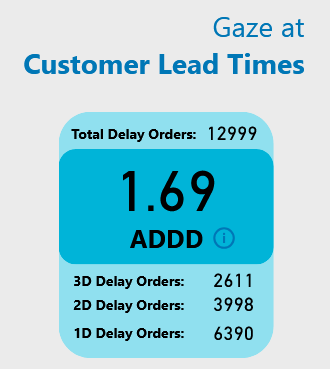 Gaze at
Customer Lead Times
Total Delay Orders: 12999
1.69
ADDD
3D Delay Orders: 2611
2D Delay Orders: 3998
1D Delay Orders: 6390